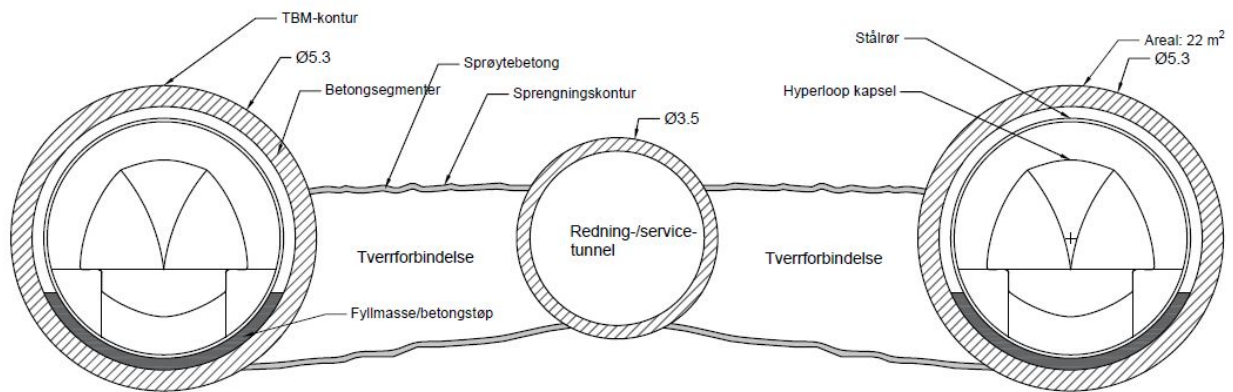 TBM-kontur
Ø5.3
Betongsegmenter
Sprøytebetong
Sprengningskontur
Ø3.5
Stålrør
Hyperloop kapsel
Areal: 22 m²
Ø5.3
Tverrforbindelse
Redning-/service-
tunnel
Tverrforbindelse
Fyllmasse/betongstøp